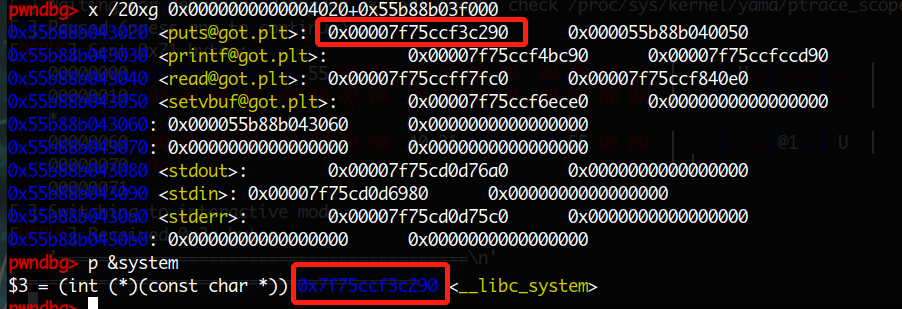 pwndbg> x /20xg 0x0000000000004020+0x55b88b03f000
0x55b88b043020 <puts@got.plt>: 0x00007f75ccf3c290 0x000055b88b040050
0x55b88b043030 <printf@got.plt>: 0x00007f75ccf4bc90 0x00007f75ccfccd90
0x55b88b043040 <read@got.plt>: 0x00007f75ccff7fc0 0x00007f75ccf840e0
0x55b88b043050 <setvbuf@got.plt>: 0x00007f75ccf6ece0 0x0000000000000000
0x55b88b043060: 0x000055b88b043060 0x0000000000000000
0x55b88b043070: 0x0000000000000000 0x0000000000000000
0x55b88b043080 <stdout>: 0x00007f75cd0d76a0 0x0000000000000000
0x55b88b043090 <stdin>: 0x00007f75cd0d6980 0x0000000000000000
0x55b88b0430a0 <stderr>: 0x00007f75cd0d75c0 0x0000000000000000
0x55b88b0430b0: 0x0000000000000000 0x0000000000000000
pwndbg> p &system
$3 = (int (*)(const char *)) 0x7f75ccf3c290 <__libc_system>
pwndbg>